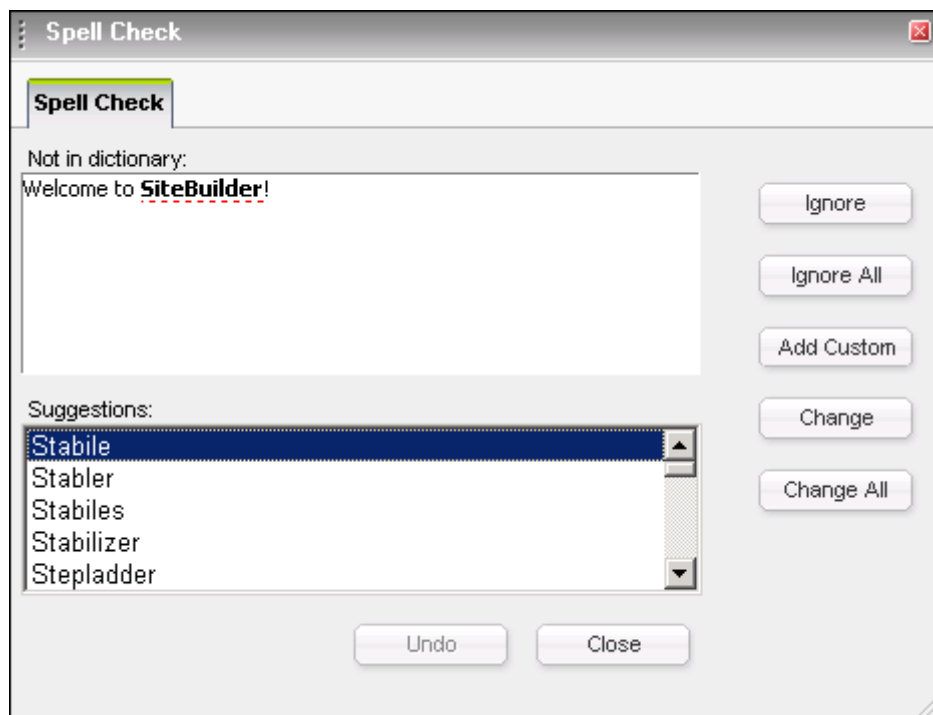 Spell Check
Spell Check
Not in dictionary:
Welcome to SiteBuilder!
Ignore
Ignore All
Add Custom
Suggestions:
Change
Stabile
Stabler
Change All
Stabiles
Stabilizer
Stepladder
Undo
Close